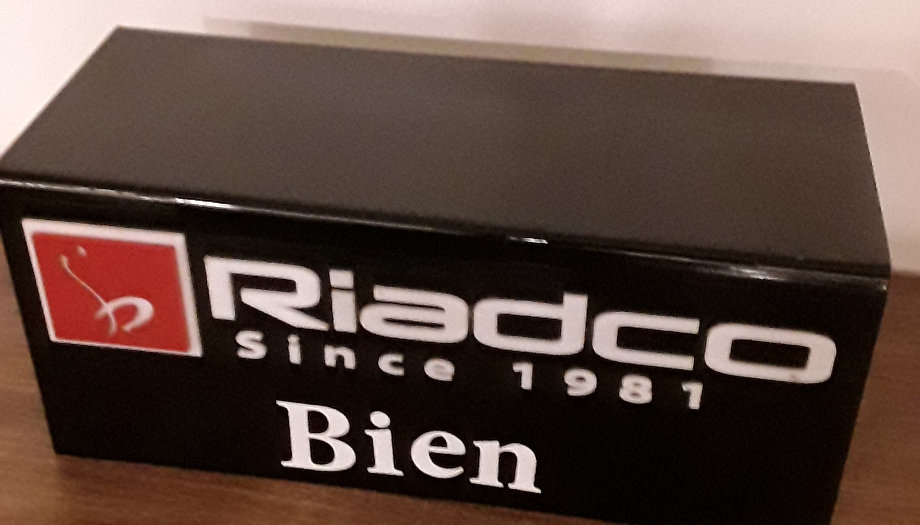 Riadco
Since 1981
Bien